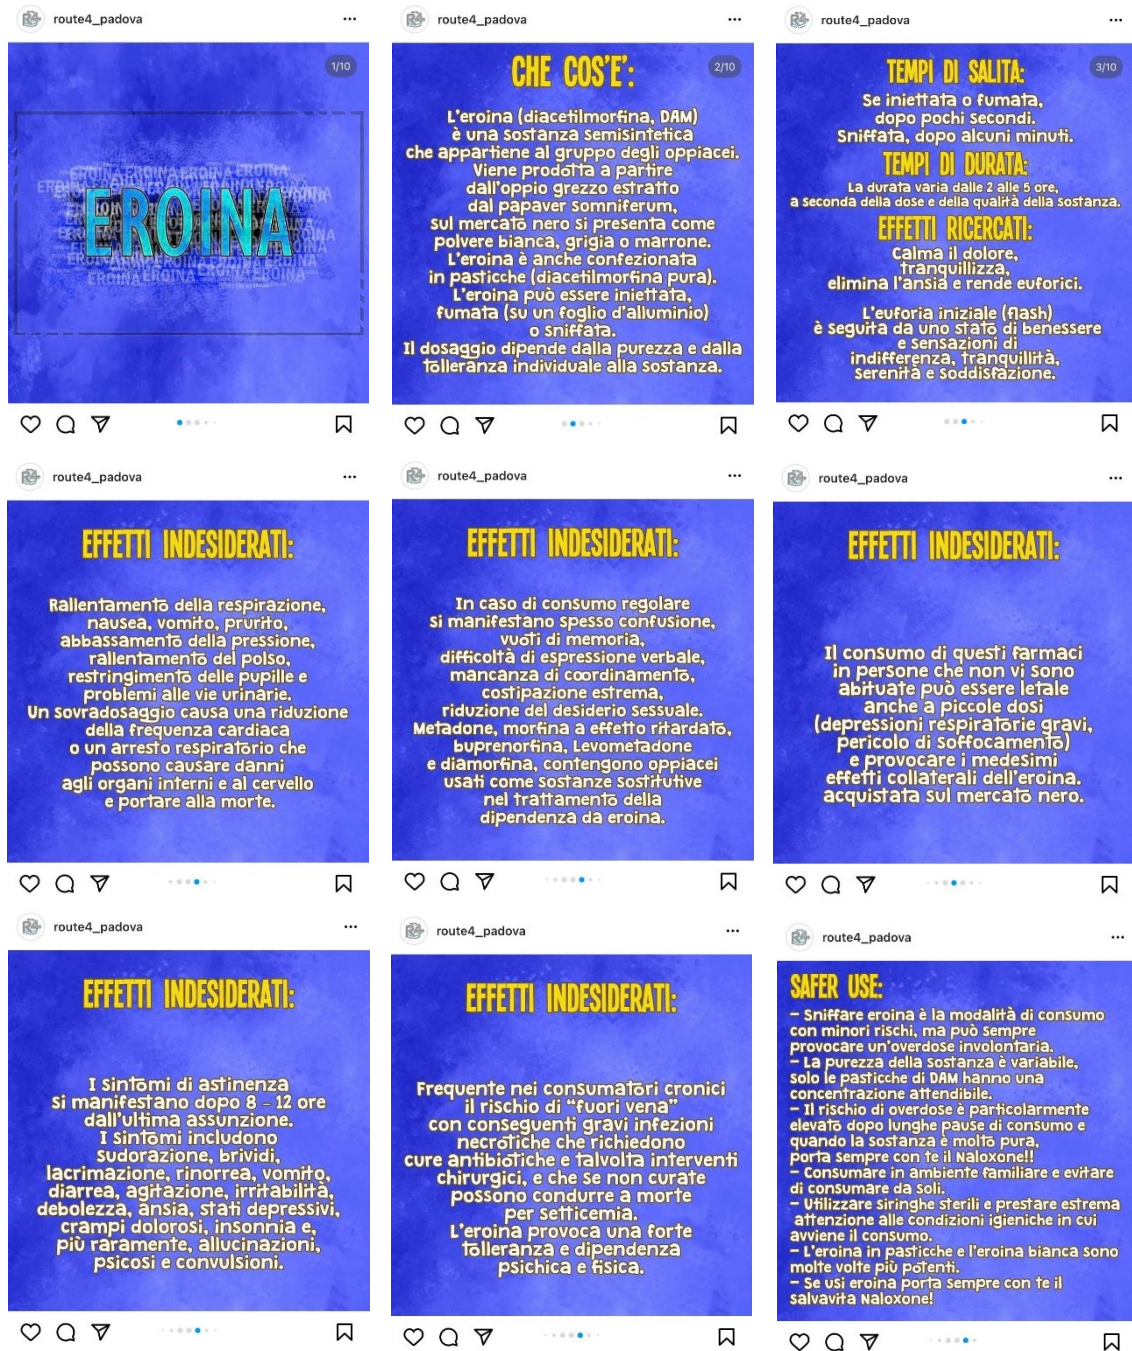 route4_padova
1/10
EROINA
route4_padova
2/10
CHE COS'E':
L'eroina (diacetilmorfina, DAM)
è una sostanza semisintetica
che appartiene al gruppo degli oppiacei.
Viene prodotta a partire
dall'oppio grezzo estratto
dal papaver somniferum,
sul mercato nero si presenta come
polvere bianca, grigia o marrone.
L'eroina è anche confezionata
in pasticche (diacetilmorfina pura).
L'eroina può essere iniettata,
fumata (su un foglio d'alluminio)
o sniffata.
Il dosaggio dipende dalla purezza e dalla
tolleranza individuale alla sostanza.
route4_padova
3/10
TEMPI DI SALITA:
Se iniettata o fumata,
dopo pochi secondi.
Sniffata, dopo alcuni minuti.
TEMPI DI DURATA:
La durata varia dalle 2 alle 5 ore,
a seconda della dose e della qualità della sostanza.
EFFETTI RICERCATI:
Calma il dolore,
tranquillizza,
elimina l'ansia e rende euforici.
L'euforia iniziale (flash)
è seguita da uno stato di benessere
e sensazioni di
indifferenza, tranquillità,
serenità e soddisfazione.
route4_padova
EFFETTI INDESIDERATI:
Rallentamento della respirazione,
nausea, vomito, prurito,
abbassamento della pressione,
rallentamento del polso,
restringimento delle pupille e
problemi alle vie urinarie.
Un sovradosaggio causa una riduzione
della frequenza cardiaca
o un arresto respiratorio che
possono causare danni
agli organi interni e al cervello
e portare alla morte.
route4_padova
EFFETTI INDESIDERATI:
In caso di consumo regolare
si manifestano spesso confusione,
vuoti di memoria,
difficoltà di espressione verbale,
mancanza di coordinamento,
costipazione estrema,
riduzione del desiderio sessuale.
Metadone, morfina a effetto ritardato,
buprenorfina, Levometadone
e diamorfina, contengono oppiacei
usati come sostanze sostitutive
nel trattamento della
dipendenza da eroina.
route4_padova
EFFETTI INDESIDERATI:
Il consumo di questi farmaci
in persone che non vi sono
abituate può essere letale
anche a piccole dosi
(depressioni respiratorie gravi,
pericolo di soffocamento)
e provocare i medesimi
effetti collaterali dell'eroina.
acquistata sul mercato nero.
route4_padova
EFFETTI INDESIDERATI:
I sintomi di astinenza
si manifestano dopo 8 – 12 ore
dall'ultima assunzione.
I sintomi includono
sudorazione, brividi,
lacrimazione, rinorrea, vomito,
diarrea, agitazione, irritabilità,
debolezza, ansia, stati depressivi,
crampi dolorosi, insonnia e,
più raramente, allucinazioni,
psicosi e convulsioni.
route4_padova
EFFETTI INDESIDERATI:
Frequente nei consumatori cronici
il rischio di "fuori vena"
con conseguenti gravi infezioni
necrotiche che richiedono
cure antibiotiche e talvolta interventi
chirurgici, e che se non curate
possono condurre a morte
per setticemia.
L'eroina provoca una forte
tolleranza e dipendenza
psichica e fisica.
route4_padova
SAFER USE:
– Sniffare eroina è la modalità di consumo
con minori rischi, ma può sempre
provocare un'overdose involontaria.
– La purezza della sostanza è variabile,
solo le pasticche di DAM hanno una
concentrazione attendibile.
– Il rischio di overdose è particolarmente
elevato dopo lunghe pause di consumo e
quando la sostanza è molto pura,
porta sempre con te il Naloxone!!
– Consumare in ambiente familiare e evitare
di consumare da soli.
– Utilizzare siringhe sterili e prestare estrema
attenzione alle condizioni igieniche in cui
avviene il consumo.
– L'eroina in pasticche e l'eroina bianca sono
molte volte più potenti.
– Se usi eroina porta sempre con te il
salvavita Naloxone!